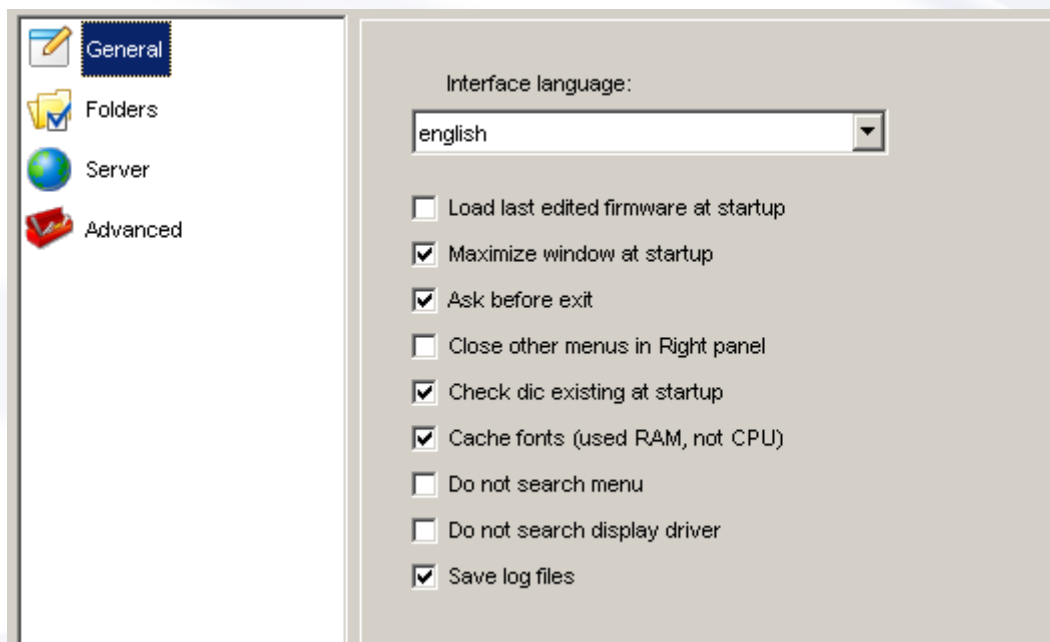 General
Folders
Server
Advanced
Interface language:
english
Load last edited firmware at startup
Maximize window at startup
Ask before exit
Close other menus in Right panel
Check dic existing at startup
Cache fonts (used RAM, not CPU)
Do not search menu
Do not search display driver
Save log files